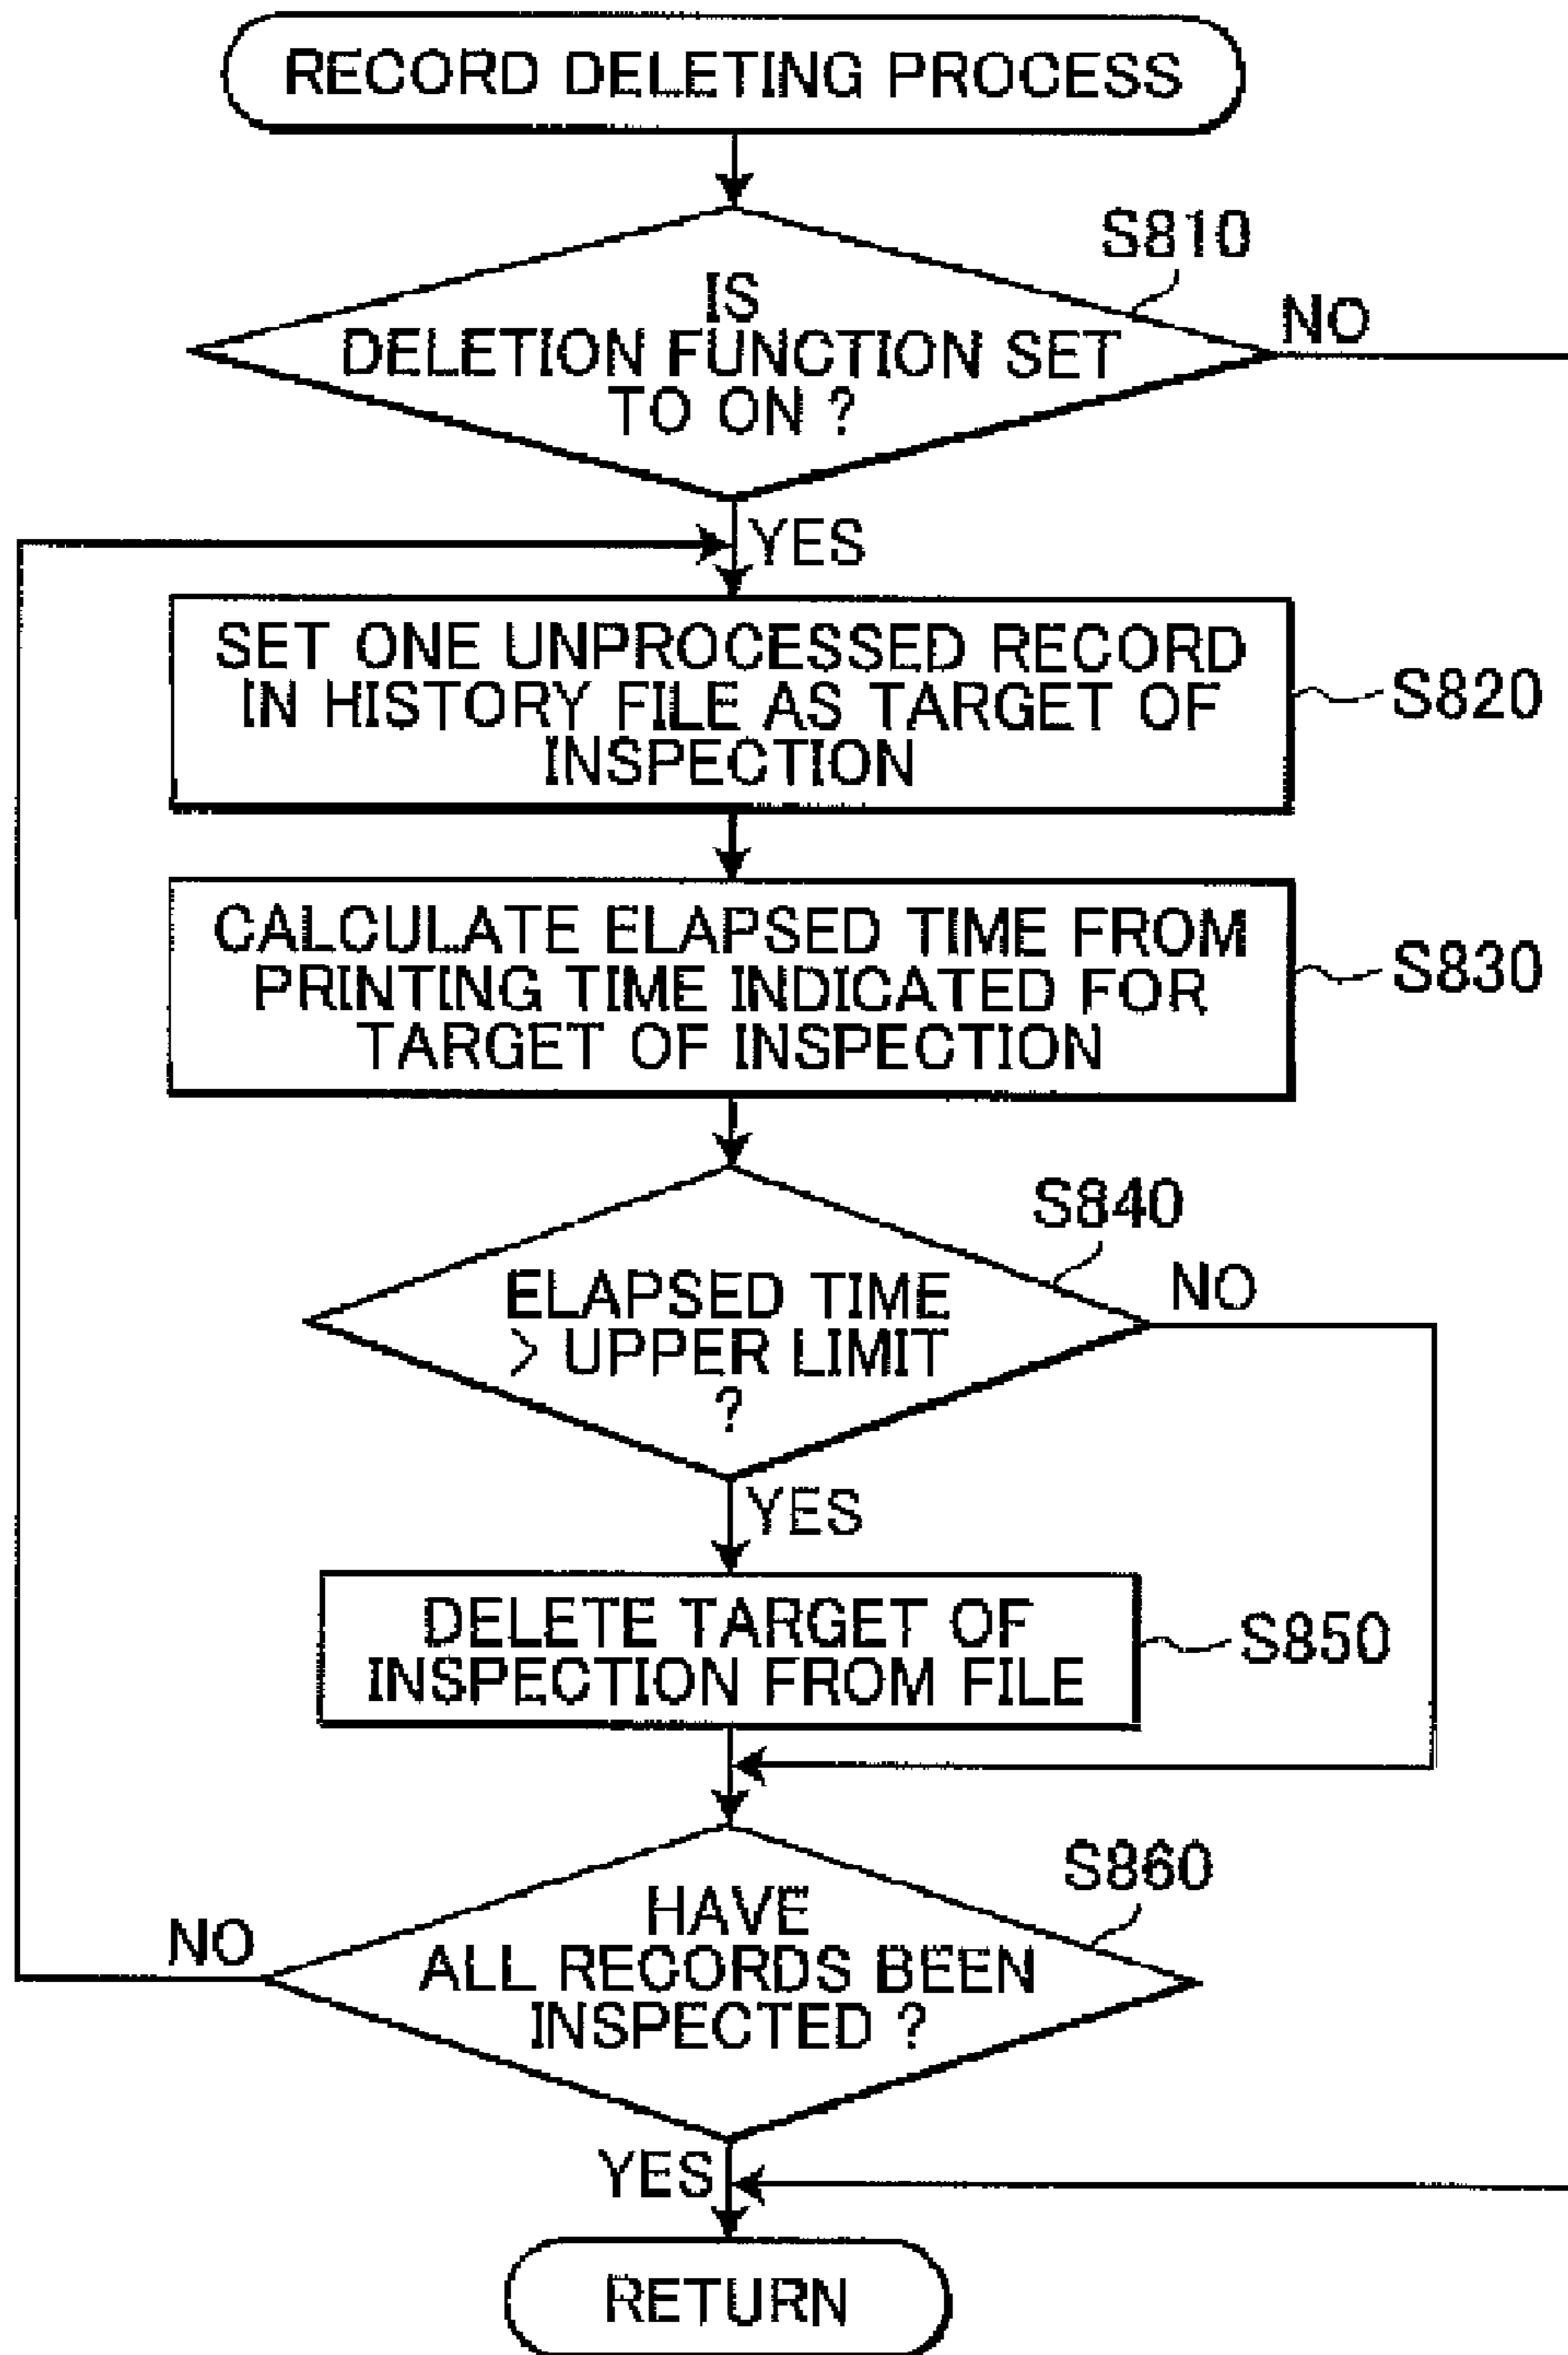 RECORD DELETING PROCESS
S810
IS
DELETION FUNCTION SET
TO ON ?
NO
YES
SET ONE UNPROCESSED RECORD
IN HISTORY FILE AS TARGET OF
INSPECTION
S820
CALCULATE ELAPSED TIME FROM
PRINTING TIME INDICATED FOR
TARGET OF INSPECTION
S830
S840
ELAPSED TIME
> UPPER LIMIT
?
NO
YES
DELETE TARGET OF
INSPECTION FROM FILE
S850
S860
HAVE
ALL RECORDS BEEN
INSPECTED ?
NO
YES
RETURN